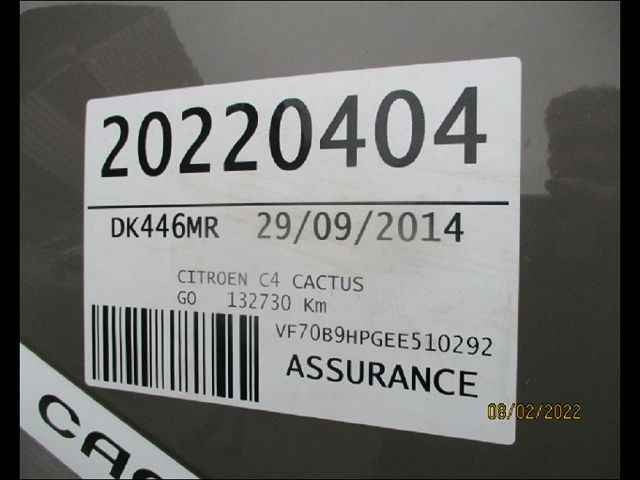 20220404
DK446MR 29/09/2014
CITROEN C4 CACTUS
GO 132730 Km
VF70B9HPGEE510292
ASSURANCE
08/02/2022